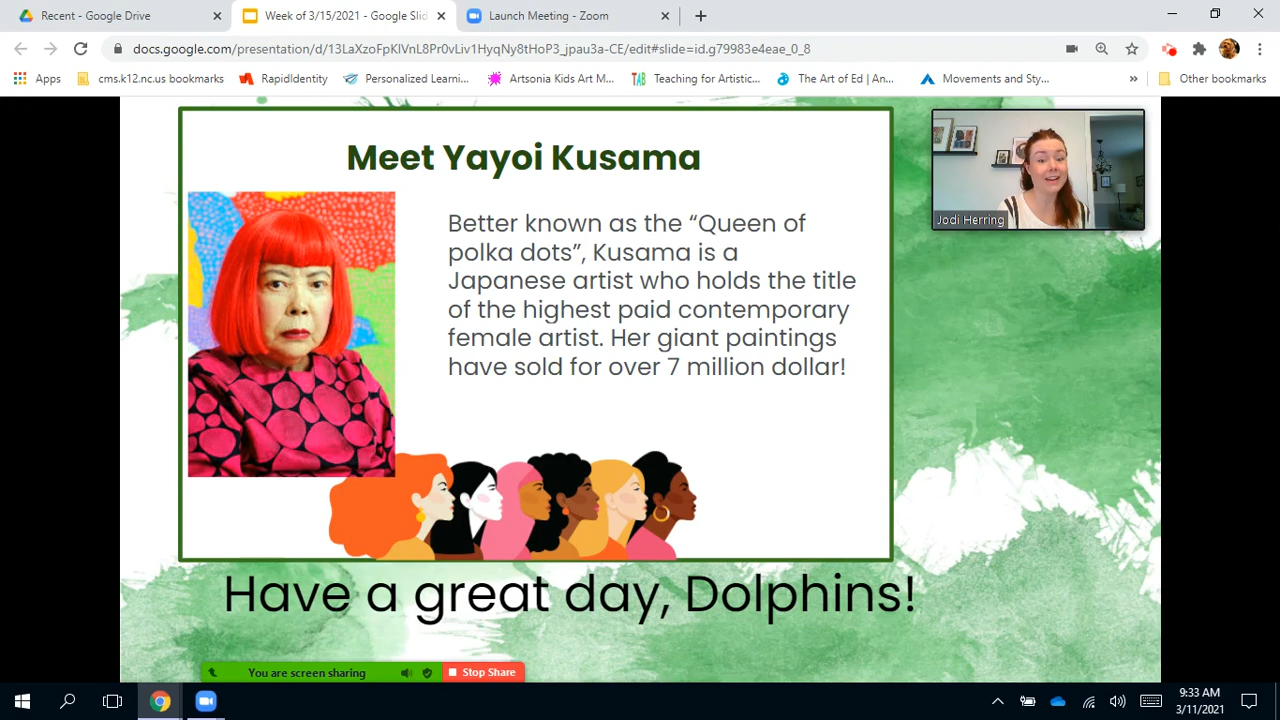 Recent - Google Drive
Week of 3/15/2021 - Google Slid
Launch Meeting - Zoom
docs.google.com/presentation/d/13LaXzoFpKlVnL8Pr0vLiv1HyqNy8tHoP3_jpau3a-CE/edit#slide=id.g79983e4eae_0_8
Apps
cms.k12.nc.us bookmarks
RapidIdentity
Personalized Learni...
Artsonia Kids Art M...
TAB
Teaching for Artistic...
The Art of Ed | An...
Movements and Sty...
»
Other bookmarks
Meet Yayoi Kusama
Better known as the “Queen of
polka dots”, Kusama is a
Japanese artist who holds the title
of the highest paid contemporary
female artist. Her giant paintings
have sold for over 7 million dollar!
Jodi Herring
Have a great day, Dolphins!
You are screen sharing
Stop Share
9:33 AM
3/11/2021